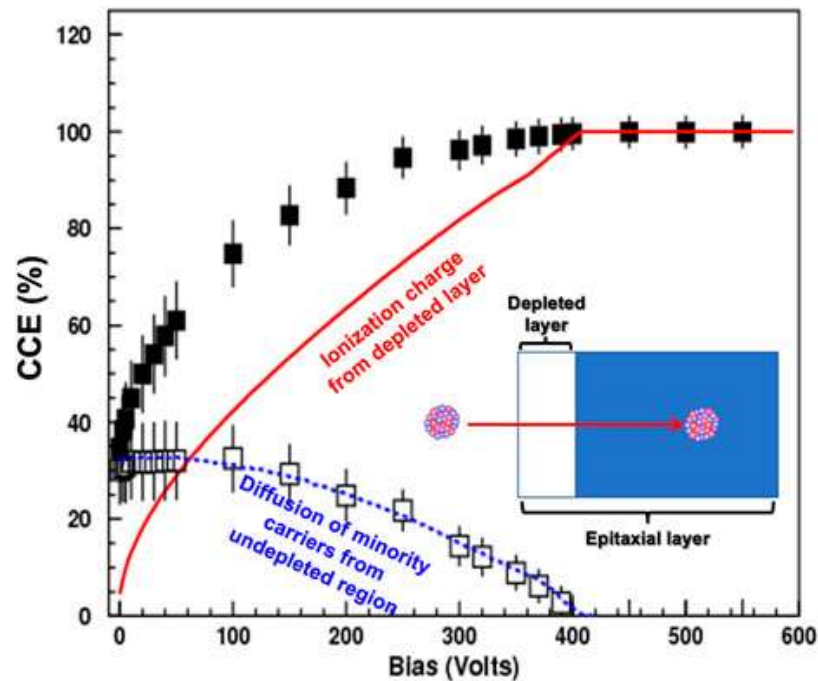 120
100
80
60
40
20
0
CCE (%)
Ionization charge
from depleted layer
Diffusion of minority
carriers from
undepleted region
Depleted
layer
Epitaxial layer
0 100 200 300 400 500 600
Bias (Volts)